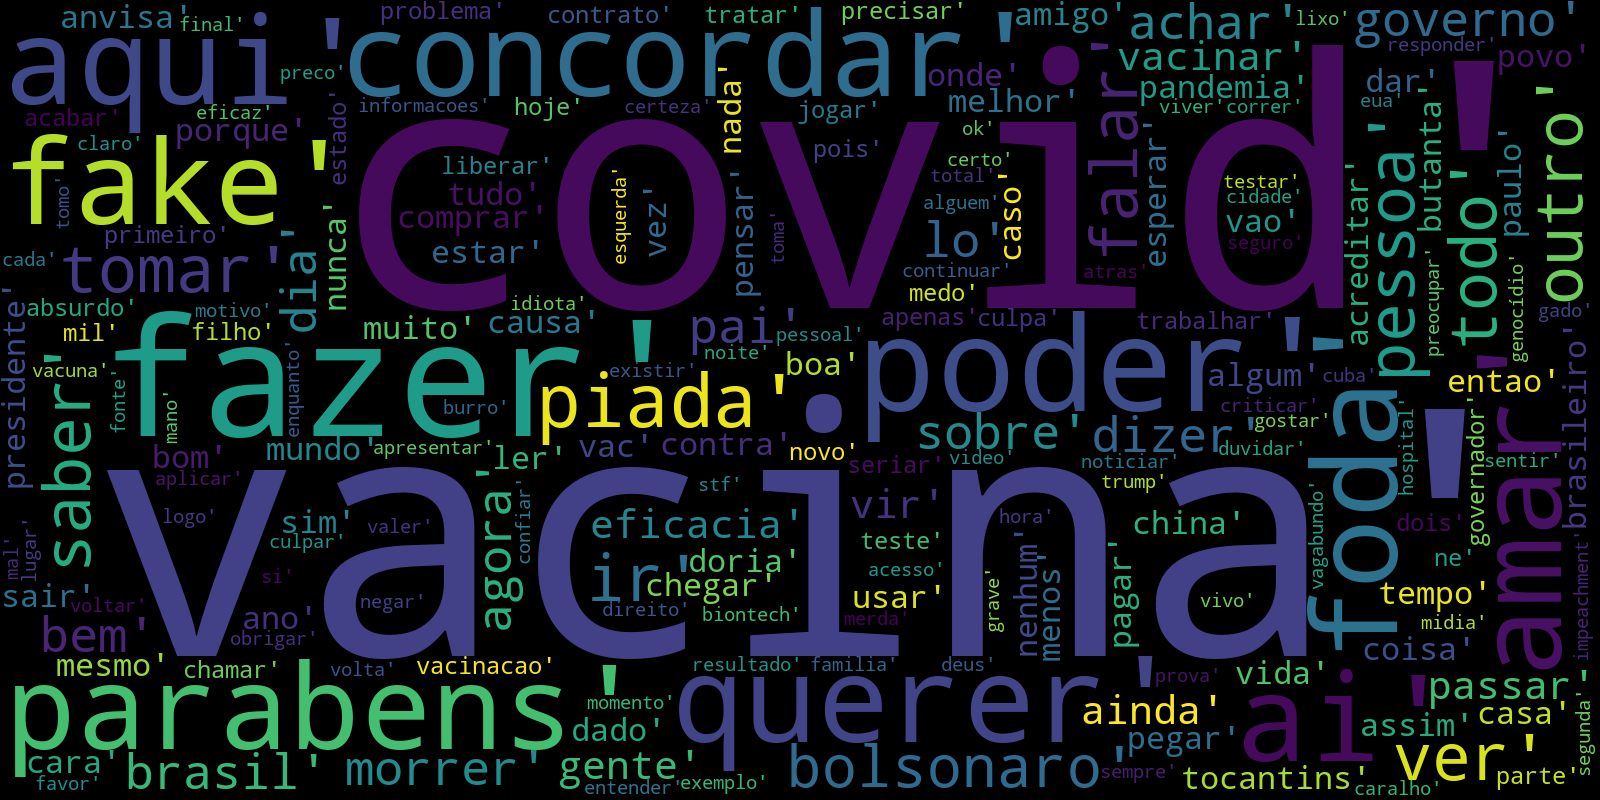 anvisa'
final'
problema'
contrato'
tratar'
precisar'
amigo'
achar'
lixo'
governo'
aqui'
concordar'
preco'
onde'
vacinar'
responder'
povo'
acabar'
eficaz'
porque'
estado'
informacoes'
hoje'
certeza'
nada'
jogar'
melhor'
falar'
pandemia'
viver'
correr'
dar'
eua'
butanta'
outro'
claro'
fake'
covid'
liberar'
tudo'
comprar'
estar'
esquerda'
vez'
pensar'
pois'
ok'
certo'
total'
alguem'
lo'
caso'
esperar'
testar'
cidade'
vao'
seguro'
acreditar'
pessoa'
todo'
paulo'
tomo'
primeiro'
cada'
tomar'
dia'
nunca'
toma'
continuar'
medo'
atras'
absurdo'
motivo'
idiota'
presidente'
mil'
filho'
muito'
causa'
pai'
pessoal'
apenas'
culpa'
trabalhar'
preocupar'
genocídio'
gado'
vacuna'
fazer'
noite'
existir'
boa'
poder'
algum'
cuba'
entao'
brasileiro'
saber'
fonte'
mano'
enquanto'
burro'
piada'
criticar'
gostar'
foda'
amar'
mundo'
apresentar'
ler'
vac'
contra'
novo'
sobre'
dizer'
duvidar'
hospital'
governador'
bom'
aplicar'
seriar'
video'
noticiar'
sentir'
trump'
vacina'
stf'
logo'
sim'
valer'
agora'
confiar'
eficacia'
vir'
hora'
china'
dois'
culpar'
mal'
lugar'
teste'
ir'
doria'
chegar'
acesso'
nenhum'
menos'
pagar'
vagabundo'
ne'
impeachment'
sair'
voltar'
si'
negar'
direito'
biontech'
usar'
grave'
vivo'
tempo'
midia'
bem'
ano'
obrigar'
merda'
coisa'
mesmo'
chamar'
volta'
vacinacao'
resultado'
familia'
deus'
prova'
vida'
passar'
parabens'
momento'
querer'
ainda'
ai'
casa'
segunda'
dado'
pegar'
assim'
ver'
parte'
cara'
favor'
brasil'
morrer'
gente'
entender'
exemplo'
bolsonaro'
sempre'
tocantins'
caralho'